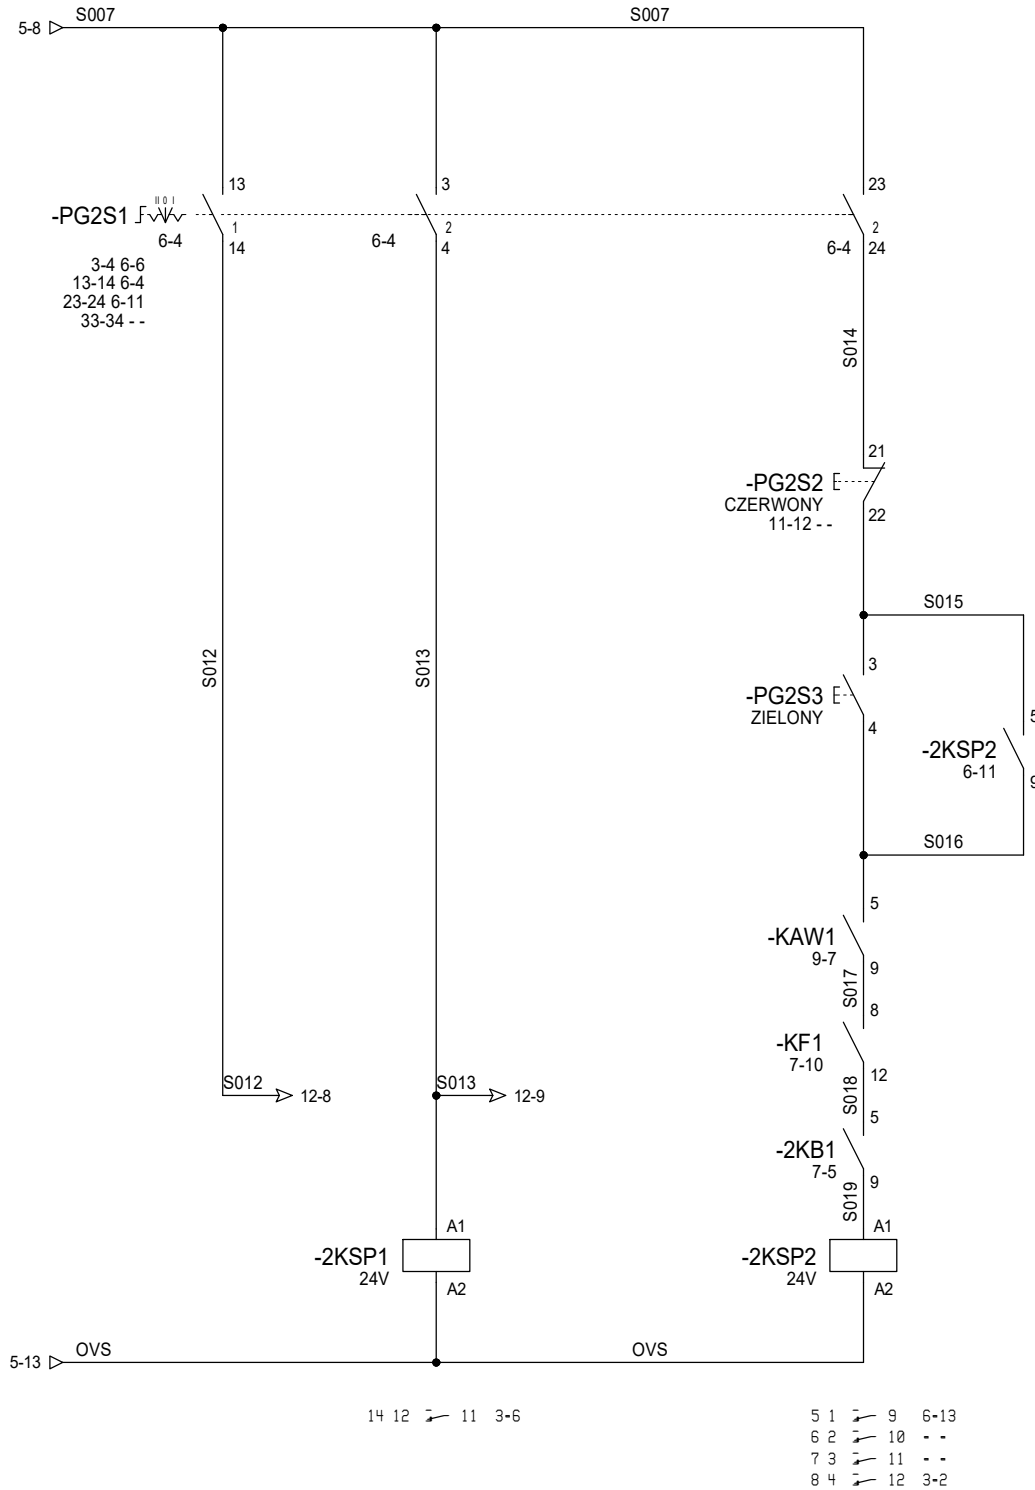 S007
S007
5-8
13
3
23
II 0 I
-PG2S1
1
2
2
6-4
14
6-4
4
6-4
24
3-4 6-6
13-14 6-4
23-24 6-11
33-34 - -
S014
21
-PG2S2
CZERWONY
11-12 - -
22
S015
S012
S013
3
-PG2S3
ZIELONY
4
5
-2KSP2
6-11
9
S016
5
-KAW1
9-7
9
S017
8
-KF1
7-10
12
S012
12-8
S013
12-9
S018
5
-2KB1
7-5
9
S019
A1
A1
-2KSP1
24V
-2KSP2
24V
A2
A2
OVS
OVS
5-13
14 12 11 3-6
5 1 9 6-13
6 2 10 - -
7 3 11 - -
8 4 12 3-2